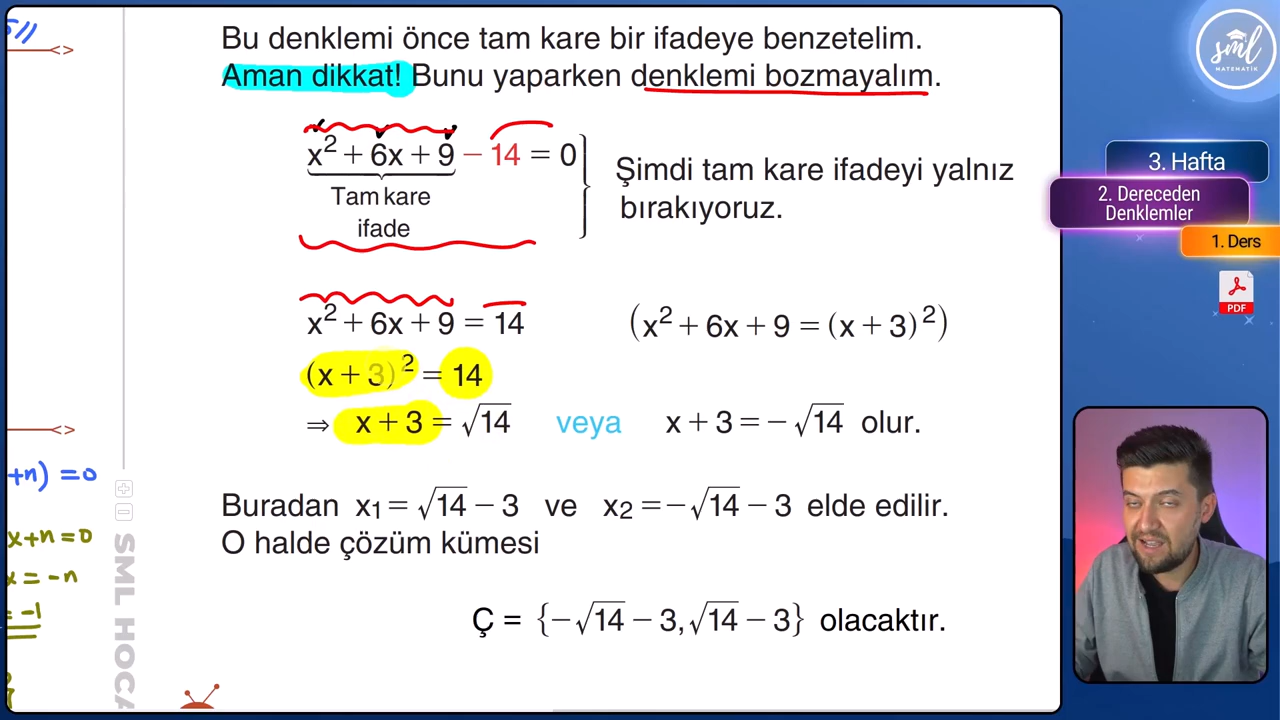 Bu denklemi önce tam kare bir ifadeye benzetelim.
Aman dikkat! Bunu yaparken denklemi bozmayalım.
x² + 6x + 9 − 14 = 0
Tam kare
ifade
Şimdi tam kare ifadeyi yalnız
bırakıyoruz.
x² + 6x + 9 = 14
(x² + 6x + 9 = (x + 3)²)
(x + 3)² = 14
⇒ x + 3 = √14 veya x + 3 = − √14 olur.
Buradan x₁ = √14 − 3 ve x₂ = −√14 − 3 elde edilir.
O halde çözüm kümesi
Ç = {−√14 − 3, √14 − 3} olacaktır.
+n) = 0
x+n=0
x = -n
= -1
SML HOCA
sml
MATEMATİK
3. Hafta
2. Dereceden
Denklemler
1. Ders
PDF